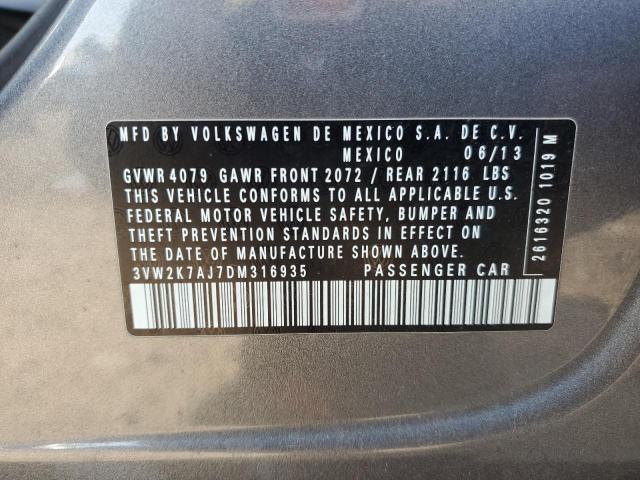 MFD BY VOLKSWAGEN DE MEXICO S.A. DE C.V.
MEXICO 06/13
GVWR 4079 GAWR FRONT 2072 / REAR 2116 LBS
THIS VEHICLE CONFORMS TO ALL APPLICABLE U.S.
FEDERAL MOTOR VEHICLE SAFETY, BUMPER AND
THEFT PREVENTION STANDARDS IN EFFECT ON
THE DATE OF MANUFACTURE SHOWN ABOVE.
3VW2K7AJ7DM316935 PASSENGER CAR
2616320 1019 M